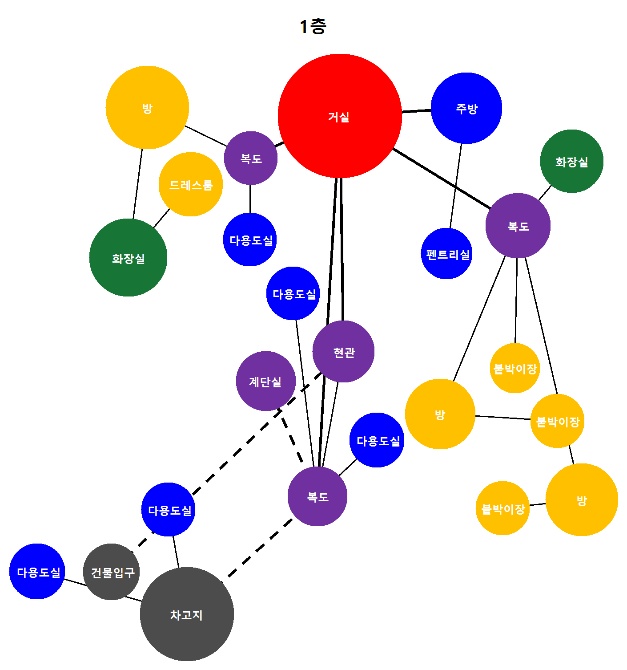 1층
거실
주방
방
복도
화장실
드레스룸
복도
다용도실
펜트리실
화장실
다용도실
현관
계단실
붙박이장
방
붙박이장
다용도실
복도
방
붙박이장
다용도실
다용도실
건물입구
차고지